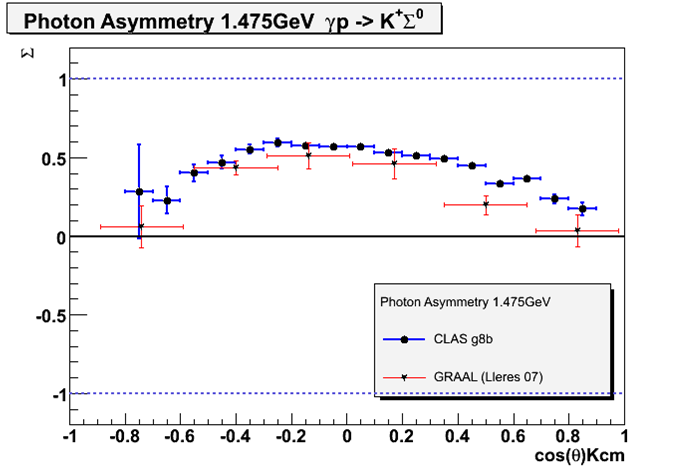 Photon Asymmetry 1.475GeV γp -> K⁺Σ⁰
Σ
1
0.5
0
-0.5
-1
Photon Asymmetry 1.475GeV
CLAS g8b
GRAAL (Lleres 07)
-1 -0.8 -0.6 -0.4 -0.2 0 0.2 0.4 0.6 0.8 1
cos(θ)Kcm